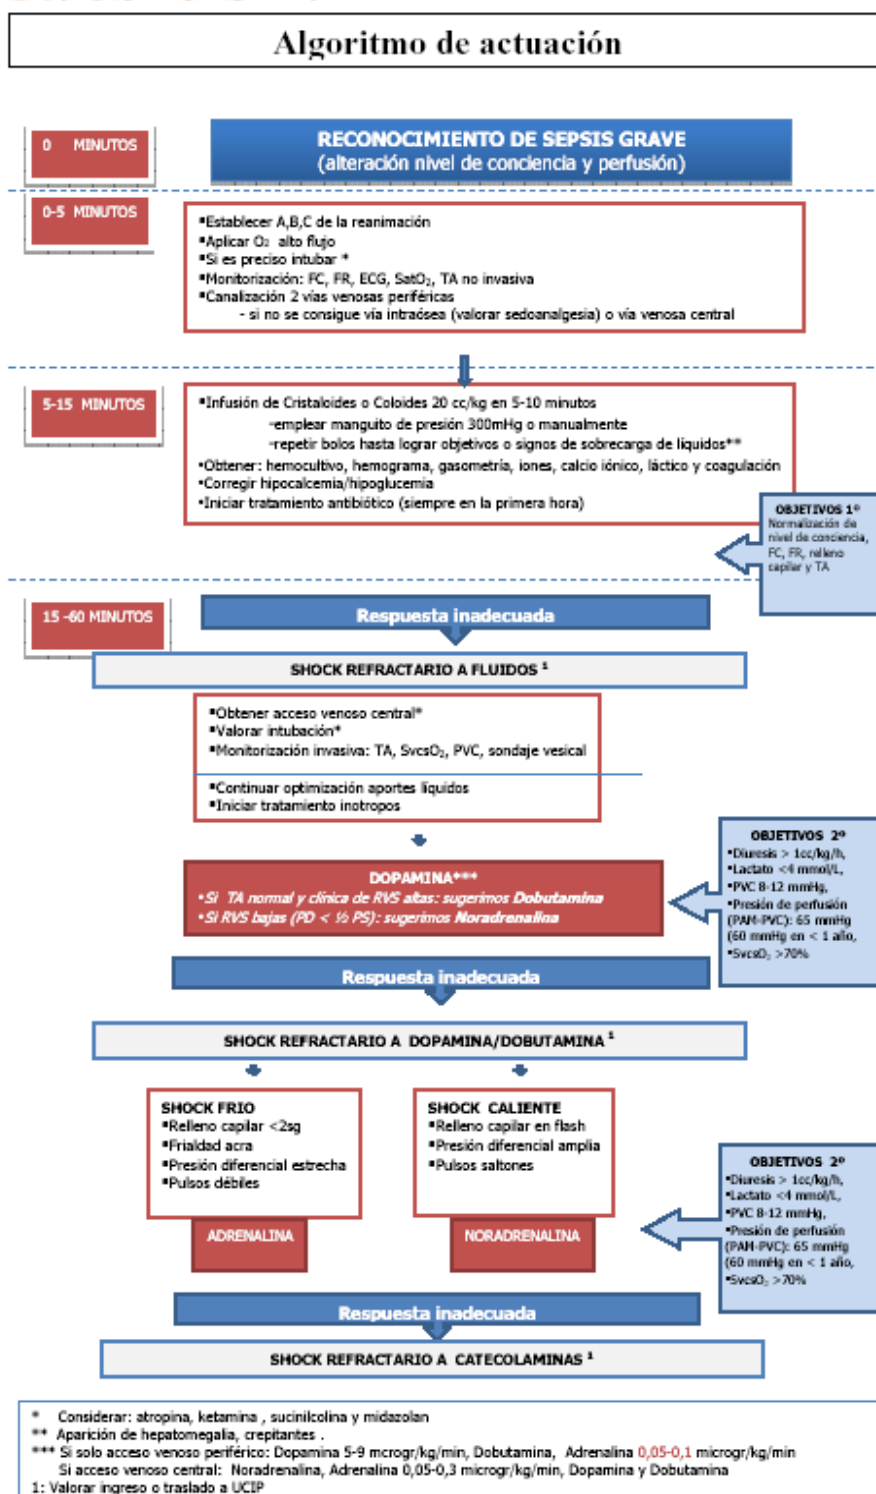 Algoritmo de actuación
0 MINUTOS
RECONOCIMIENTO DE SEPSIS GRAVE
(alteración nivel de conciencia y perfusión)
0-5 MINUTOS
▪Establecer A,B,C de la reanimación
▪Aplicar O₂ alto flujo
▪Si es preciso intubar *
▪Monitorización: FC, FR, ECG, SatO₂, TA no invasiva
▪Canalización 2 vías venosas periféricas
- si no se consigue vía intraósea (valorar sedoanalgesia) o vía venosa central
5-15 MINUTOS
▪Infusión de Cristaloides o Coloides 20 cc/kg en 5-10 minutos
-emplear manguito de presión 300mHg o manualmente
-repetir bolos hasta lograr objetivos o signos de sobrecarga de líquidos**
▪Obtener: hemocultivo, hemograma, gasometría, iones, calcio iónico, láctico y coagulación
▪Corregir hipocalcemia/hipoglucemia
▪Iniciar tratamiento antibiótico (siempre en la primera hora)
OBJETIVOS 1º
Normalización de
nivel de conciencia,
FC, FR, relleno
capilar y TA
15 -60 MINUTOS
Respuesta inadecuada
SHOCK REFRACTARIO A FLUIDOS ¹
▪Obtener acceso venoso central*
▪Valorar intubación*
▪Monitorización invasiva: TA, SvcsO₂, PVC, sondaje vesical
▪Continuar optimización aportes líquidos
▪Iniciar tratamiento inotropos
DOPAMINA***
▪Si TA normal y clínica de RVS altas: sugerimos Dobutamina
▪Si RVS bajas (PD < ½ PS): sugerimos Noradrenalina
OBJETIVOS 2º
▪Diuresis > 1cc/kg/h,
▪Lactato <4 mmol/L,
▪PVC 8-12 mmHg,
▪Presión de perfusión
(PAM-PVC): 65 mmHg
(60 mmHg en < 1 año,
▪SvcsO₂ >70%
Respuesta inadecuada
SHOCK REFRACTARIO A DOPAMINA/DOBUTAMINA ¹
SHOCK FRIO
▪Relleno capilar <2sg
▪Frialdad acra
▪Presión diferencial estrecha
▪Pulsos débiles
ADRENALINA
SHOCK CALIENTE
▪Relleno capilar en flash
▪Presión diferencial amplia
▪Pulsos saltones
NORADRENALINA
OBJETIVOS 2º
▪Diuresis > 1cc/kg/h,
▪Lactato <4 mmol/L,
▪PVC 8-12 mmHg,
▪Presión de perfusión
(PAM-PVC): 65 mmHg
(60 mmHg en < 1 año,
▪SvcsO₂ >70%
Respuesta inadecuada
SHOCK REFRACTARIO A CATECOLAMINAS ¹
* Considerar: atropina, ketamina , sucinilcolina y midazolan
** Aparición de hepatomegalia, crepitantes .
*** Si solo acceso venoso periférico: Dopamina 5-9 mcrogr/kg/min, Dobutamina, Adrenalina 0,05-0,1 microgr/kg/min
Si acceso venoso central: Noradrenalina, Adrenalina 0,05-0,3 microgr/kg/min, Dopamina y Dobutamina
1: Valorar ingreso o traslado a UCIP